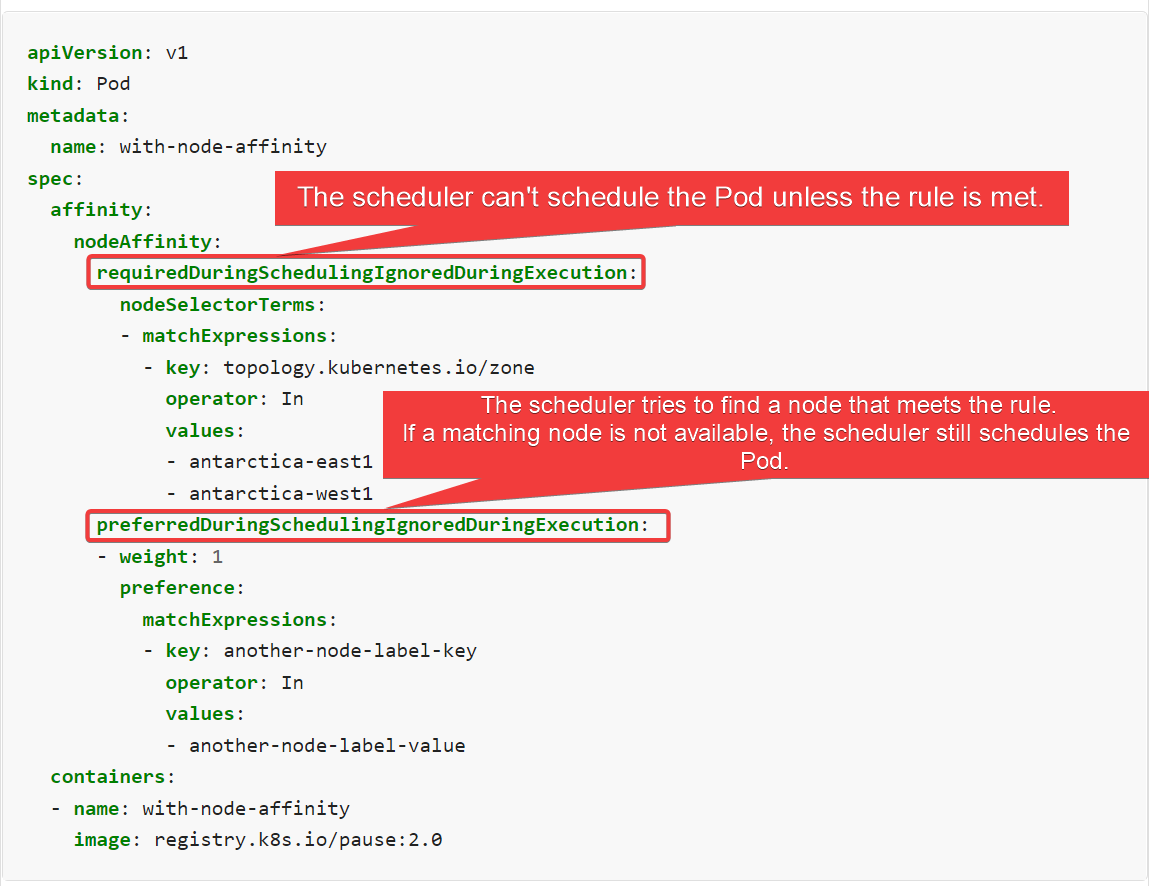 apiVersion: v1
kind: Pod
metadata:
  name: with-node-affinity
spec:
The scheduler can't schedule the Pod unless the rule is met.
  affinity:
    nodeAffinity:
      requiredDuringSchedulingIgnoredDuringExecution:
        nodeSelectorTerms:
        - matchExpressions:
          - key: topology.kubernetes.io/zone
            operator: In
The scheduler tries to find a node that meets the rule.
If a matching node is not available, the scheduler still schedules the
Pod.
            values:
            - antarctica-east1
            - antarctica-west1
      preferredDuringSchedulingIgnoredDuringExecution:
      - weight: 1
        preference:
          matchExpressions:
          - key: another-node-label-key
            operator: In
            values:
            - another-node-label-value
  containers:
  - name: with-node-affinity
    image: registry.k8s.io/pause:2.0